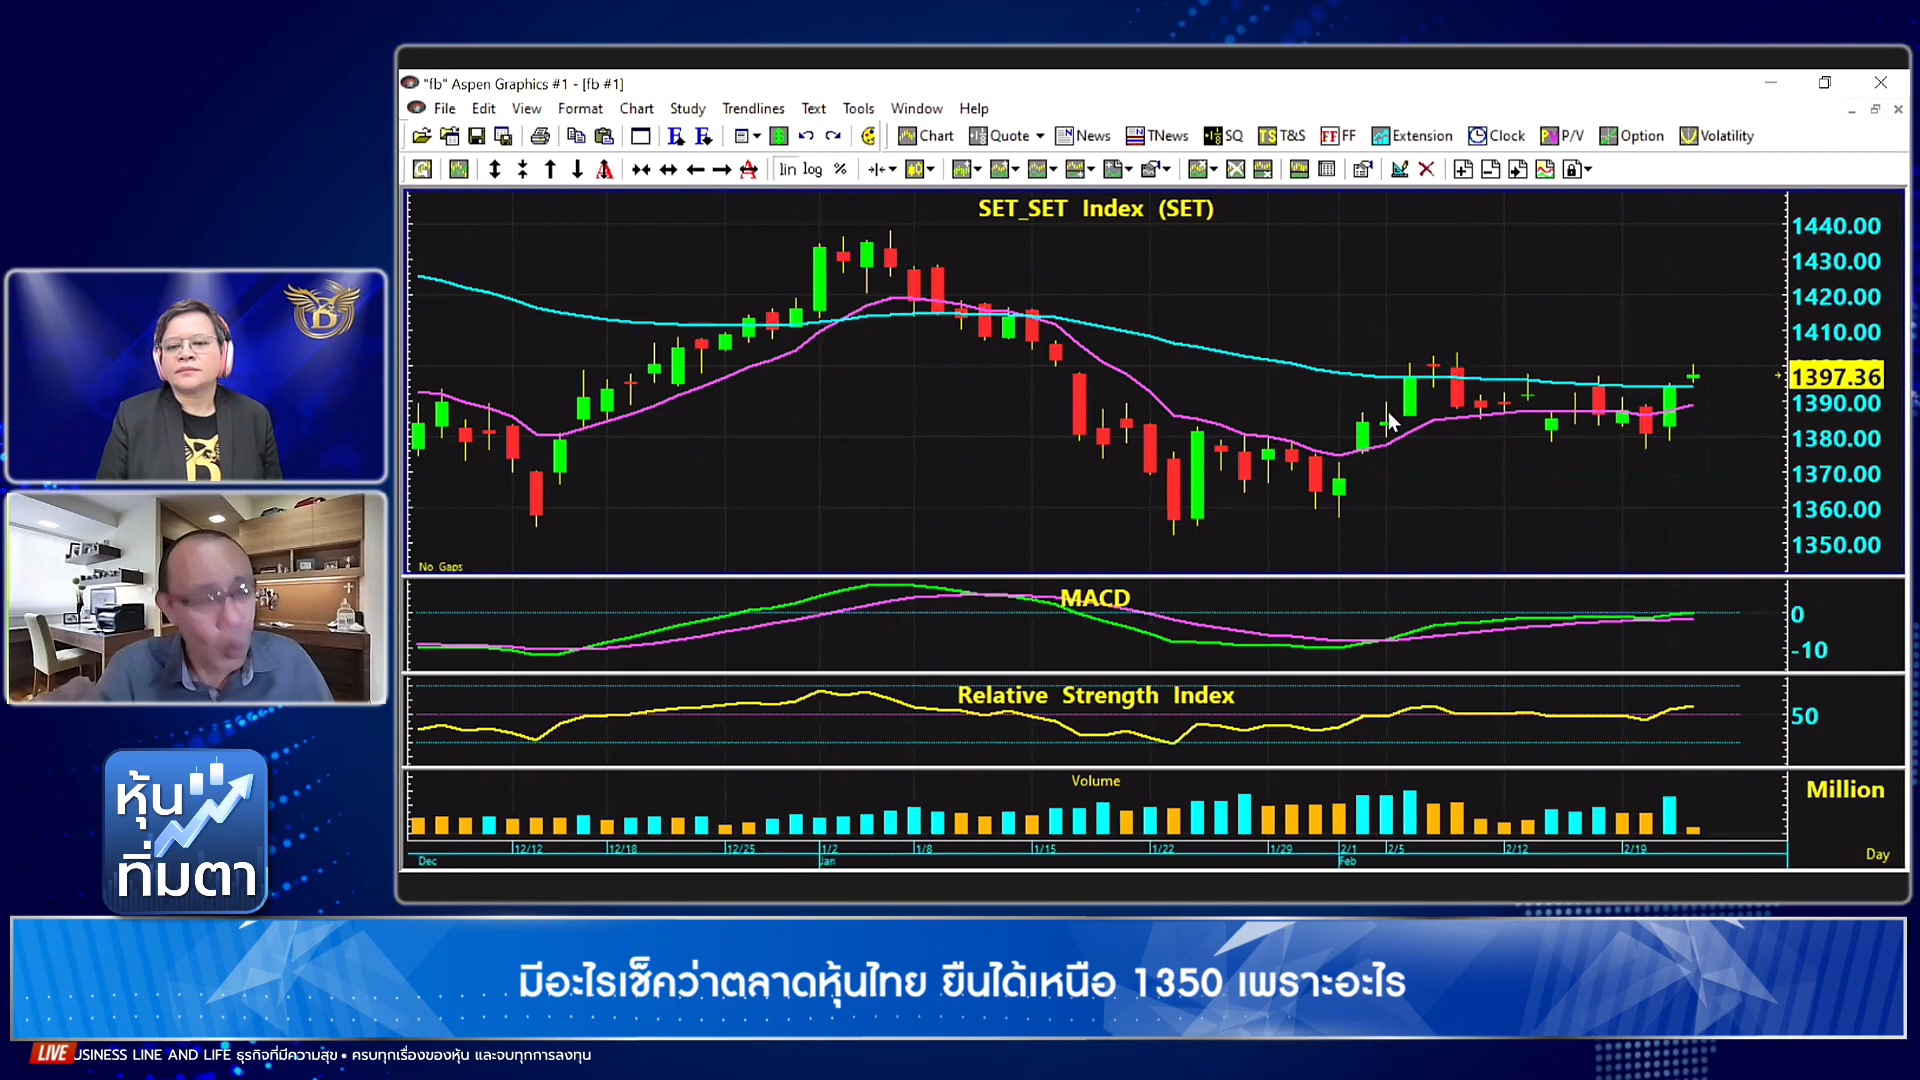 "fb" Aspen Graphics #1 - [fb #1]
File Edit View Format Chart Study Trendlines Text Tools Window Help
Chart Quote News TNews SQ T&S FF Extension Clock P/V Option Volatility
lin log %
SET_SET Index (SET)
1440.00
1430.00
1420.00
1410.00
1397.36
1390.00
1380.00
1370.00
1360.00
1350.00
No Gaps
MACD
0
-10
Relative Strength Index
50
Volume
Million
12/12 12/18 12/25 1/2 1/8 1/15 1/22 1/29 2/1 2/5 2/12 2/19
Dec Jan Feb
Day
หุ้น
ทิ่มตา
มีอะไรเช็คว่าตลาดหุ้นไทย ยืนได้เหนือ 1350 เพราะอะไร
LIVE USINESS LINE AND LIFE ธุรกิจที่มีความสุข • ครบทุกเรื่องของหุ้น และจบทุกการลงทุน